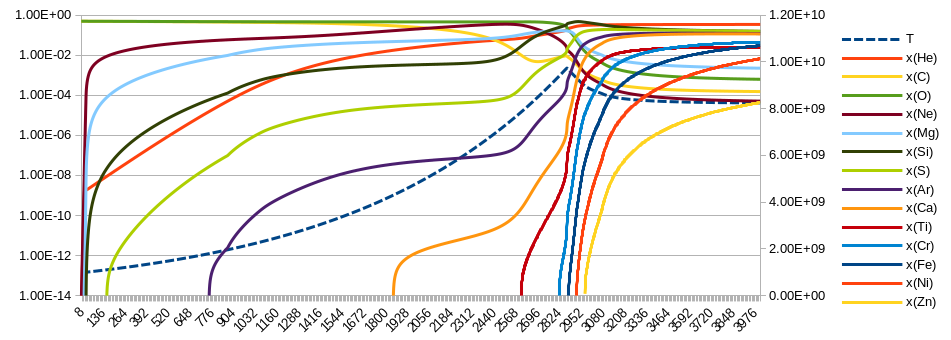 1.00E+00
1.00E-02
1.00E-04
1.00E-06
1.00E-08
1.00E-10
1.00E-12
1.00E-14
1.20E+10
1.00E+10
8.00E+09
6.00E+09
4.00E+09
2.00E+09
0.00E+00
8
136
264
392
520
648
776
904
1032
1160
1288
1416
1544
1672
1800
1928
2056
2184
2312
2440
2568
2696
2824
2952
3080
3208
3336
3464
3592
3720
3848
3976
T
x(He)
x(C)
x(O)
x(Ne)
x(Mg)
x(Si)
x(S)
x(Ar)
x(Ca)
x(Ti)
x(Cr)
x(Fe)
x(Ni)
x(Zn)